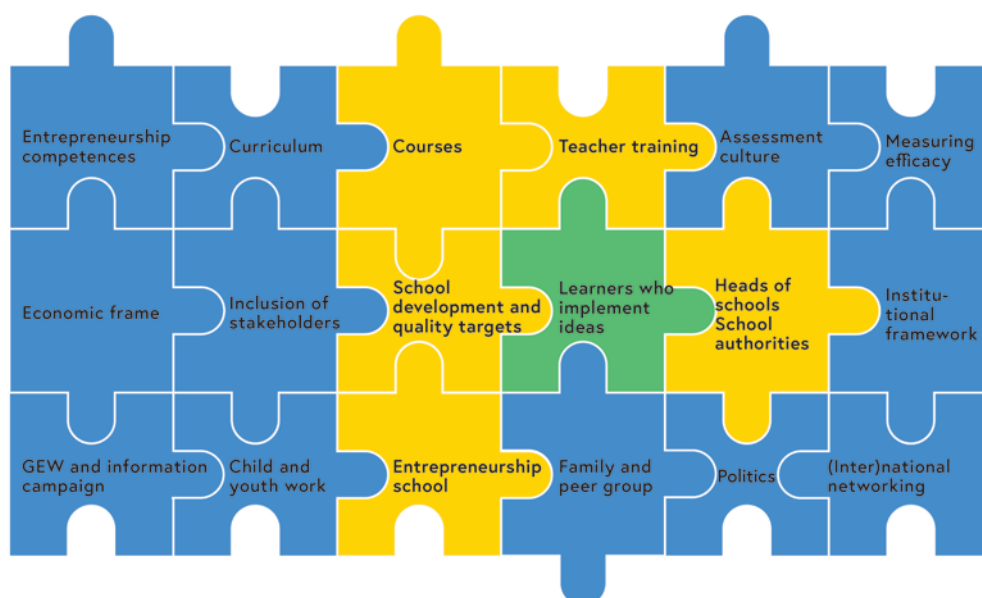 Entrepreneurship
competences
Curriculum
Courses
Teacher training
Assessment
culture
Measuring
efficacy
Economic frame
Inclusion of
stakeholders
School
development and
quality targets
Learners who
implement
ideas
Heads of
schools
School
authorities
Institu-
tional
framework
GEW and information
campaign
Child and
youth work
Entrepreneurship
school
Family and
peer group
Politics
(Inter)national
networking